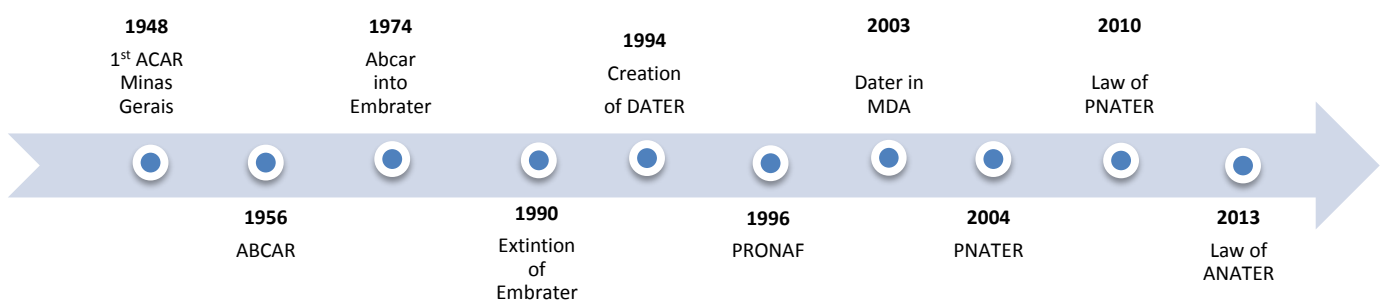 1948
1st ACAR
Minas
Gerais
1956
ABCAR
1974
Abcar
into
Embrater
1990
Extintion
of
Embrater
1994
Creation
of DATER
1996
PRONAF
2003
Dater in
MDA
2004
PNATER
2010
Law of
PNATER
2013
Law of
ANATER